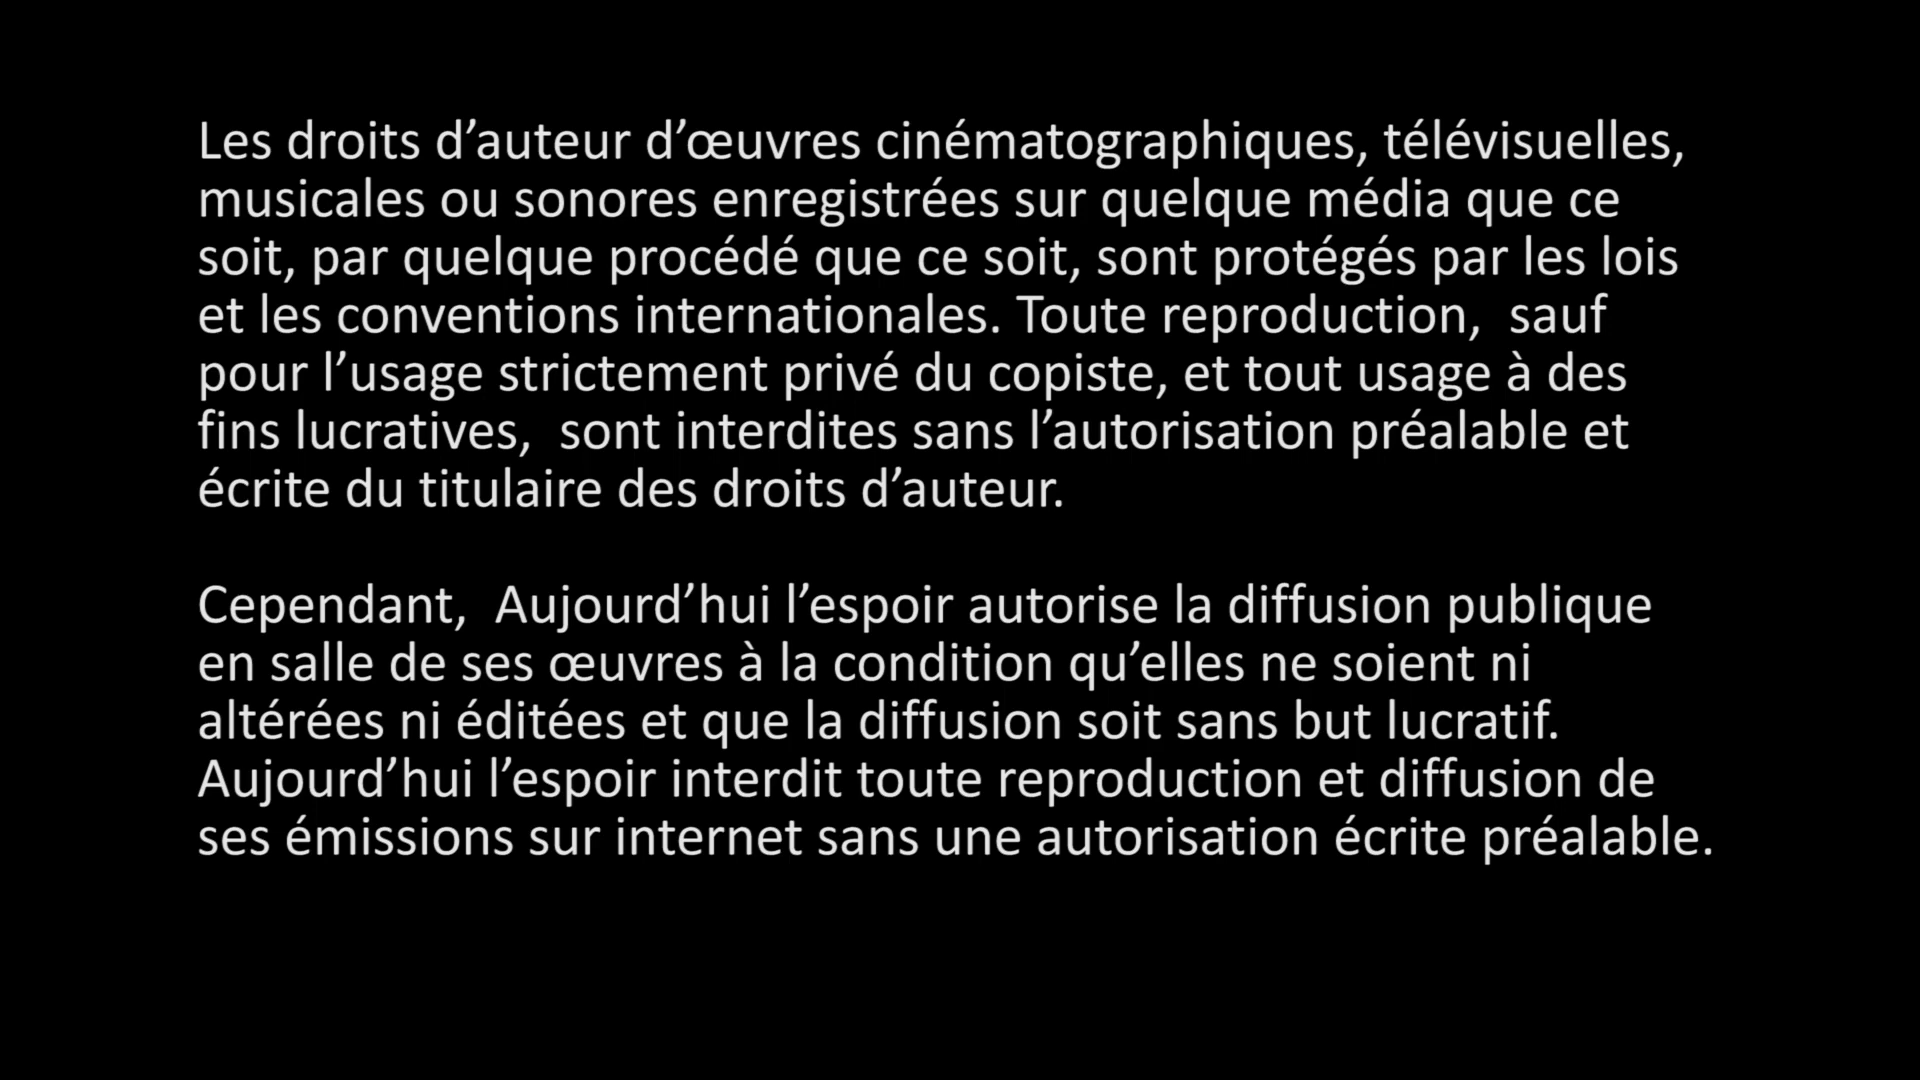 Les droits d’auteur d’œuvres cinématographiques, télévisuelles,
musicales ou sonores enregistrées sur quelque média que ce
soit, par quelque procédé que ce soit, sont protégés par les lois
et les conventions internationales. Toute reproduction,  sauf
pour l’usage strictement privé du copiste, et tout usage à des
fins lucratives,  sont interdites sans l’autorisation préalable et
écrite du titulaire des droits d’auteur.
Cependant,  Aujourd’hui l’espoir autorise la diffusion publique
en salle de ses œuvres à la condition qu’elles ne soient ni
altérées ni éditées et que la diffusion soit sans but lucratif.
Aujourd’hui l’espoir interdit toute reproduction et diffusion de
ses émissions sur internet sans une autorisation écrite préalable.